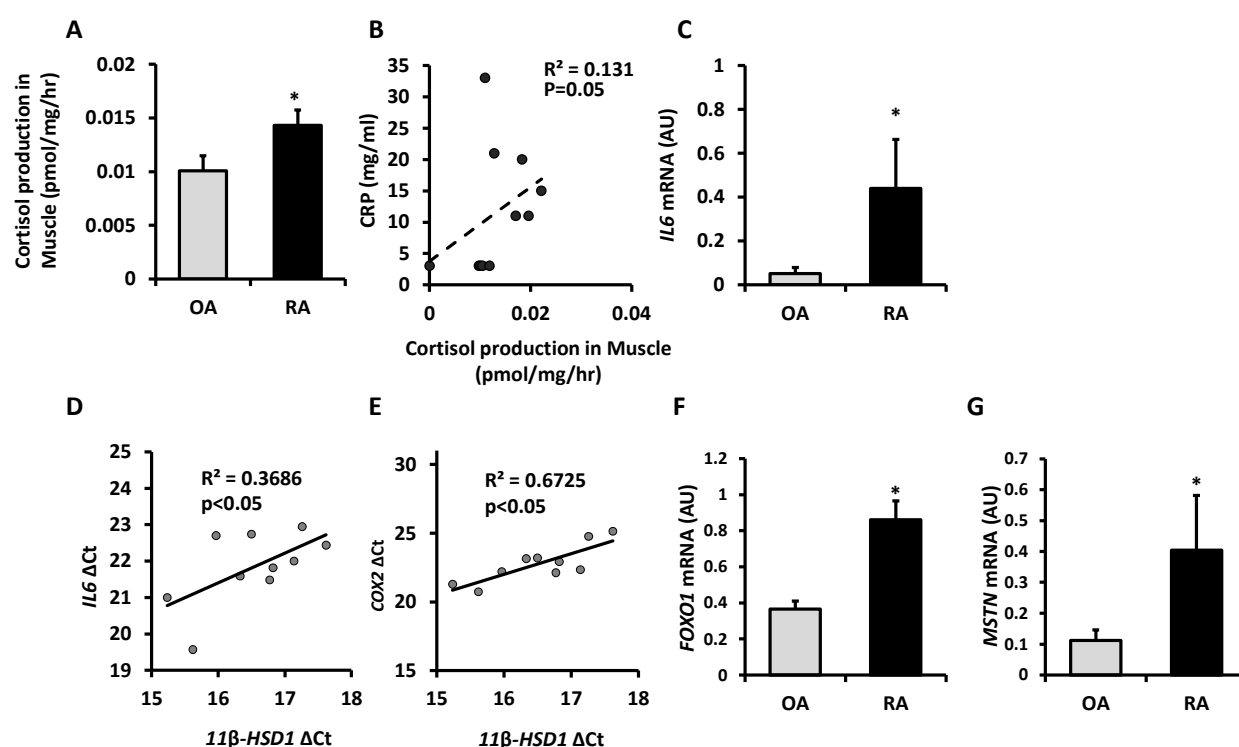 A
Cortisol production in
Muscle (pmol/mg/hr)
0.02
0.015
0.01
0.005
0
*
OA
RA
B
CRP (mg/ml)
35
30
25
20
15
10
5
0
R² = 0.131
P=0.05
0
0.02
0.04
Cortisol production in Muscle
(pmol/mg/hr)
C
IL6 mRNA (AU)
1
0.8
0.6
0.4
0.2
0
*
OA
RA
D
IL6 ΔCt
25
24
23
22
21
20
19
R² = 0.3686
p<0.05
15
16
17
18
11β-HSD1 ΔCt
E
COX2 ΔCt
30
25
20
15
R² = 0.6725
p<0.05
15
16
17
18
11β-HSD1 ΔCt
F
FOXO1 mRNA (AU)
1.2
1
0.8
0.6
0.4
0.2
0
*
OA
RA
G
MSTN mRNA (AU)
0.7
0.6
0.5
0.4
0.3
0.2
0.1
0
*
OA
RA